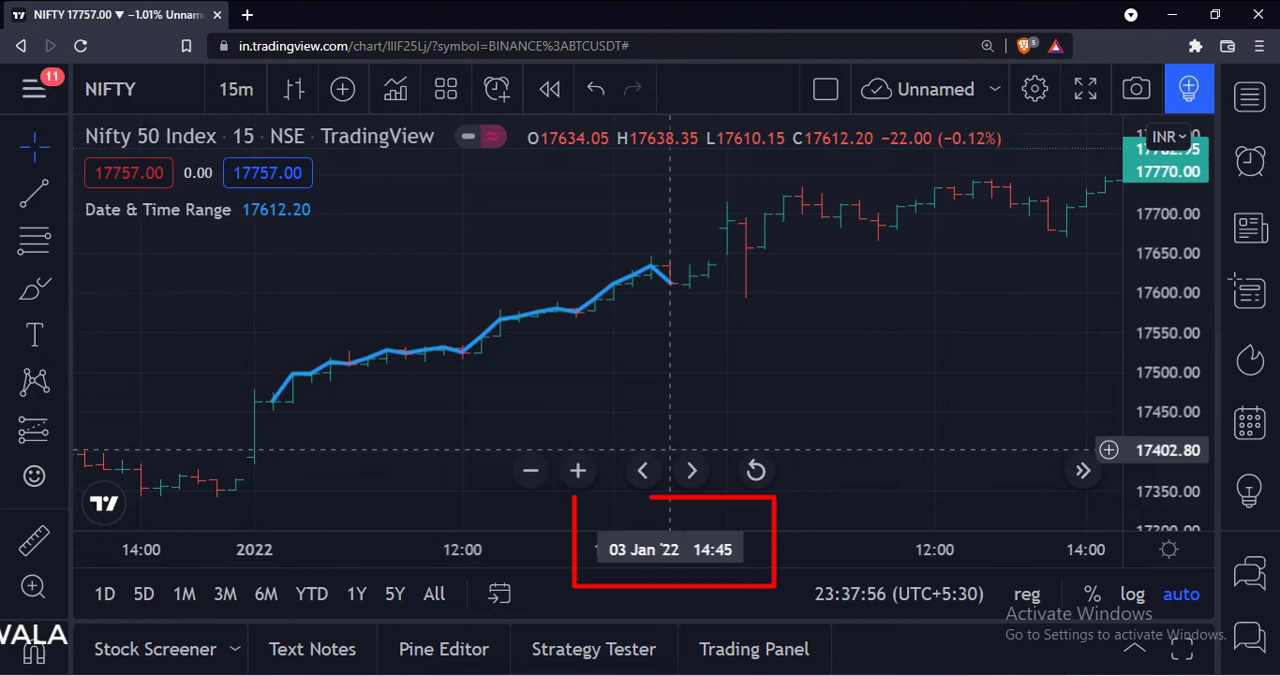 NIFTY 17757.00 ▼ −1.01% Unnam
in.tradingview.com/chart/IIIF25Lj/?symbol=BINANCE%3ABTCUSDT#
5
11
NIFTY 15m Unnamed
Nifty 50 Index · 15 · NSE · TradingView O17634.05 H17638.35 L17610.15 C17612.20 −22.00 (−0.12%)
INR
17757.00 0.00 17757.00
Date & Time Range 17612.20
17770.00
17700.00
17650.00
17600.00
17550.00
17500.00
17450.00
17402.80
17350.00
14:00 2022 12:00 03 Jan '22 14:45 12:00 14:00
1D 5D 1M 3M 6M YTD 1Y 5Y All 23:37:56 (UTC+5:30) reg % log auto
Activate Windows
Go to Settings to activate Windows.
WALA
Stock Screener Text Notes Pine Editor Strategy Tester Trading Panel